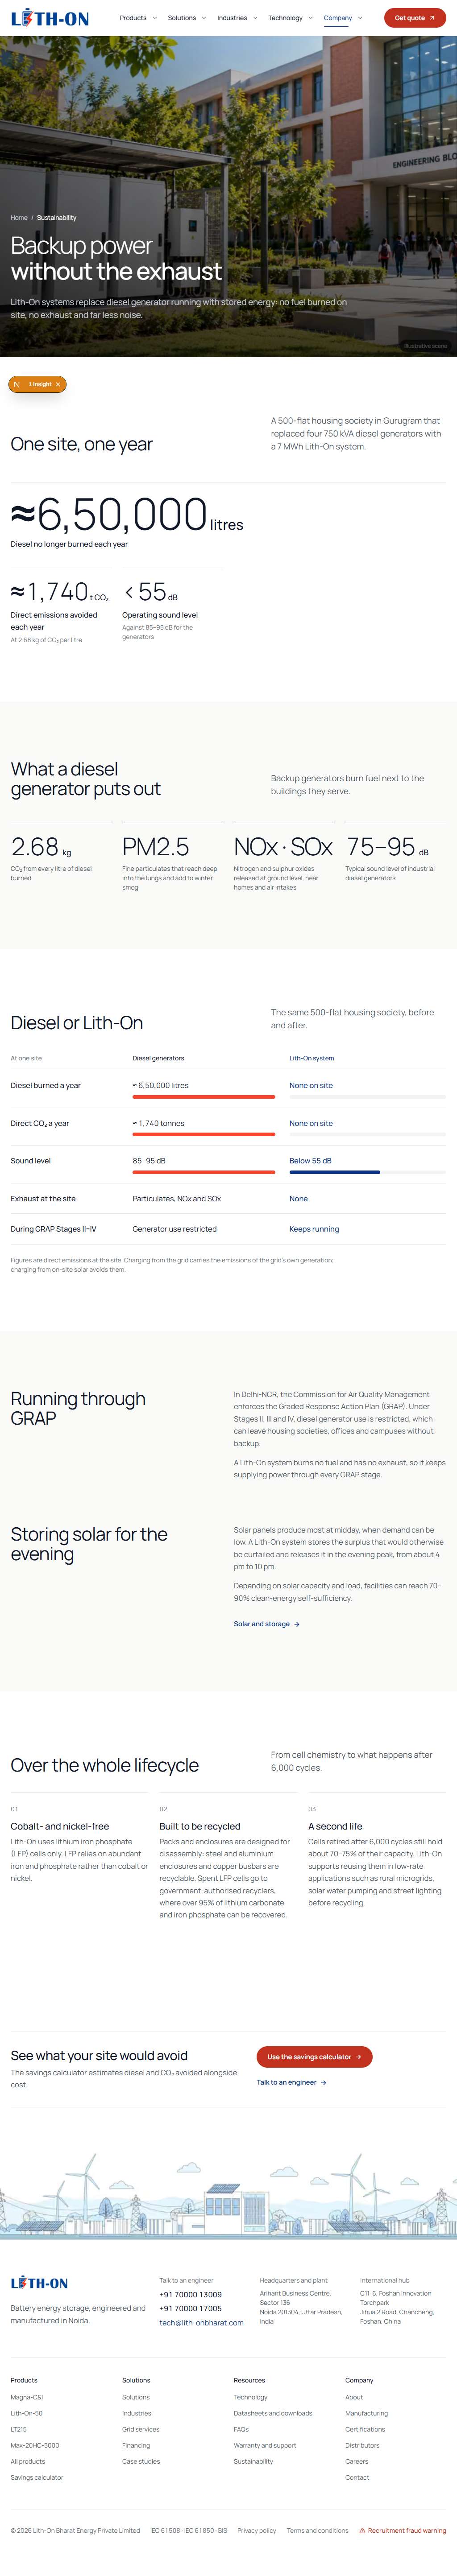 LITH-ON
Products Solutions Industries Technology Company Get quote
ENGINEERING BLO
Home / Sustainability
Backup power
without the exhaust
Lith-On systems replace diesel generator running with stored energy: no fuel burned on
site, no exhaust and far less noise.
Illustrative scene
1 Insight
One site, one year
A 500-flat housing society in Gurugram that
replaced four 750 kVA diesel generators with
a 7 MWh Lith-On system.
≈6,50,000 litres
Diesel no longer burned each year
≈1,740 t CO₂
Direct emissions avoided
each year
At 2.68 kg of CO₂ per litre
<55 dB
Operating sound level
Against 85–95 dB for the
generators
What a diesel
generator puts out
Backup generators burn fuel next to the
buildings they serve.
2.68 kg
CO₂ from every litre of diesel
burned
PM2.5
Fine particulates that reach deep
into the lungs and add to winter
smog
NOx · SOx
Nitrogen and sulphur oxides
released at ground level, near
homes and air intakes
75–95 dB
Typical sound level of industrial
diesel generators
Diesel or Lith-On
The same 500-flat housing society, before
and after.
At one site Diesel generators Lith-On system
Diesel burned a year ≈ 6,50,000 litres None on site
Direct CO₂ a year ≈ 1,740 tonnes None on site
Sound level 85–95 dB Below 55 dB
Exhaust at the site Particulates, NOx and SOx None
During GRAP Stages II–IV Generator use restricted Keeps running
Figures are direct emissions at the site. Charging from the grid carries the emissions of the grid's own generation;
charging from on-site solar avoids them.
Running through
GRAP
In Delhi-NCR, the Commission for Air Quality Management
enforces the Graded Response Action Plan (GRAP). Under
Stages II, III and IV, diesel generator use is restricted, which
can leave housing societies, offices and campuses without
backup.
A Lith-On system burns no fuel and has no exhaust, so it keeps
supplying power through every GRAP stage.
Storing solar for the
evening
Solar panels produce most at midday, when demand can be
low. A Lith-On system stores the surplus that would otherwise
be curtailed and releases it in the evening peak, from about 4
pm to 10 pm.
Depending on solar capacity and load, facilities can reach 70–
90% clean-energy self-sufficiency.
Solar and storage
Over the whole lifecycle
From cell chemistry to what happens after
6,000 cycles.
01
Cobalt- and nickel-free
Lith-On uses lithium iron phosphate
(LFP) cells only. LFP relies on abundant
iron and phosphate rather than cobalt or
nickel.
02
Built to be recycled
Packs and enclosures are designed for
disassembly: steel and aluminium
enclosures and copper busbars are
recyclable. Spent LFP cells go to
government-authorised recyclers,
where over 95% of lithium carbonate
and iron phosphate can be recovered.
03
A second life
Cells retired after 6,000 cycles still hold
about 70–75% of their capacity. Lith-On
supports reusing them in low-rate
applications such as rural microgrids,
solar water pumping and street lighting
before recycling.
See what your site would avoid
The savings calculator estimates diesel and CO₂ avoided alongside
cost.
Use the savings calculator
Talk to an engineer
LITH-ON
Battery energy storage, engineered and
manufactured in Noida.
Talk to an engineer
+91 70000 13009
+91 70000 17005
tech@lith-onbharat.com
Headquarters and plant
Arihant Business Centre,
Sector 136
Noida 201304, Uttar Pradesh,
India
International hub
C11-6, Foshan Innovation
Torchpark
Jihua 2 Road, Chancheng,
Foshan, China
Products Solutions Resources Company
Magna-C&I Solutions Technology About
Lith-On-50 Industries Datasheets and downloads Manufacturing
LT215 Grid services FAQs Certifications
Max-20HC-5000 Financing Warranty and support Distributors
All products Case studies Sustainability Careers
Savings calculator Contact
© 2026 Lith-On Bharat Energy Private Limited IEC 61508 · IEC 61850 · BIS Privacy policy Terms and conditions Recruitment fraud warning